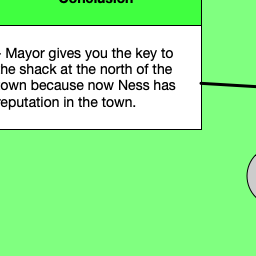 Conclusion
- Mayor gives you the key to
the shack at the north of the
town because now Ness has
reputation in the town.